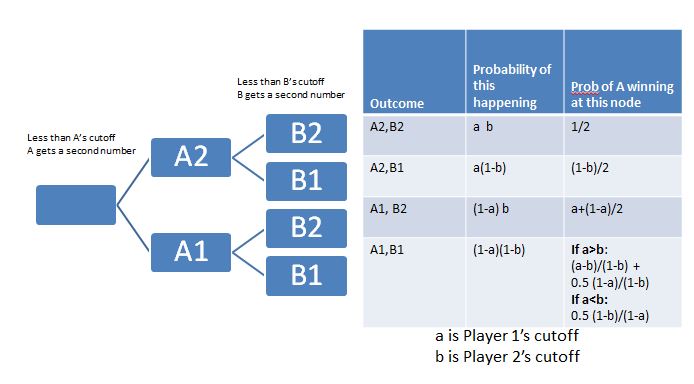 Less than B's cutoff
B gets a second number
Less than A's cutoff
A gets a second number
A2
A1
B2
B1
B2
B1
Outcome
Probability of
this
happening
Prob of A winning
at this node
A2,B2
a b
1/2
A2,B1
a(1-b)
(1-b)/2
A1, B2
(1-a) b
a+(1-a)/2
A1,B1
(1-a)(1-b)
If a>b:
(a-b)/(1-b) +
0.5 (1-a)/(1-b)
If a<b:
0.5 (1-b)/(1-a)
a is Player 1's cutoff
b is Player 2's cutoff